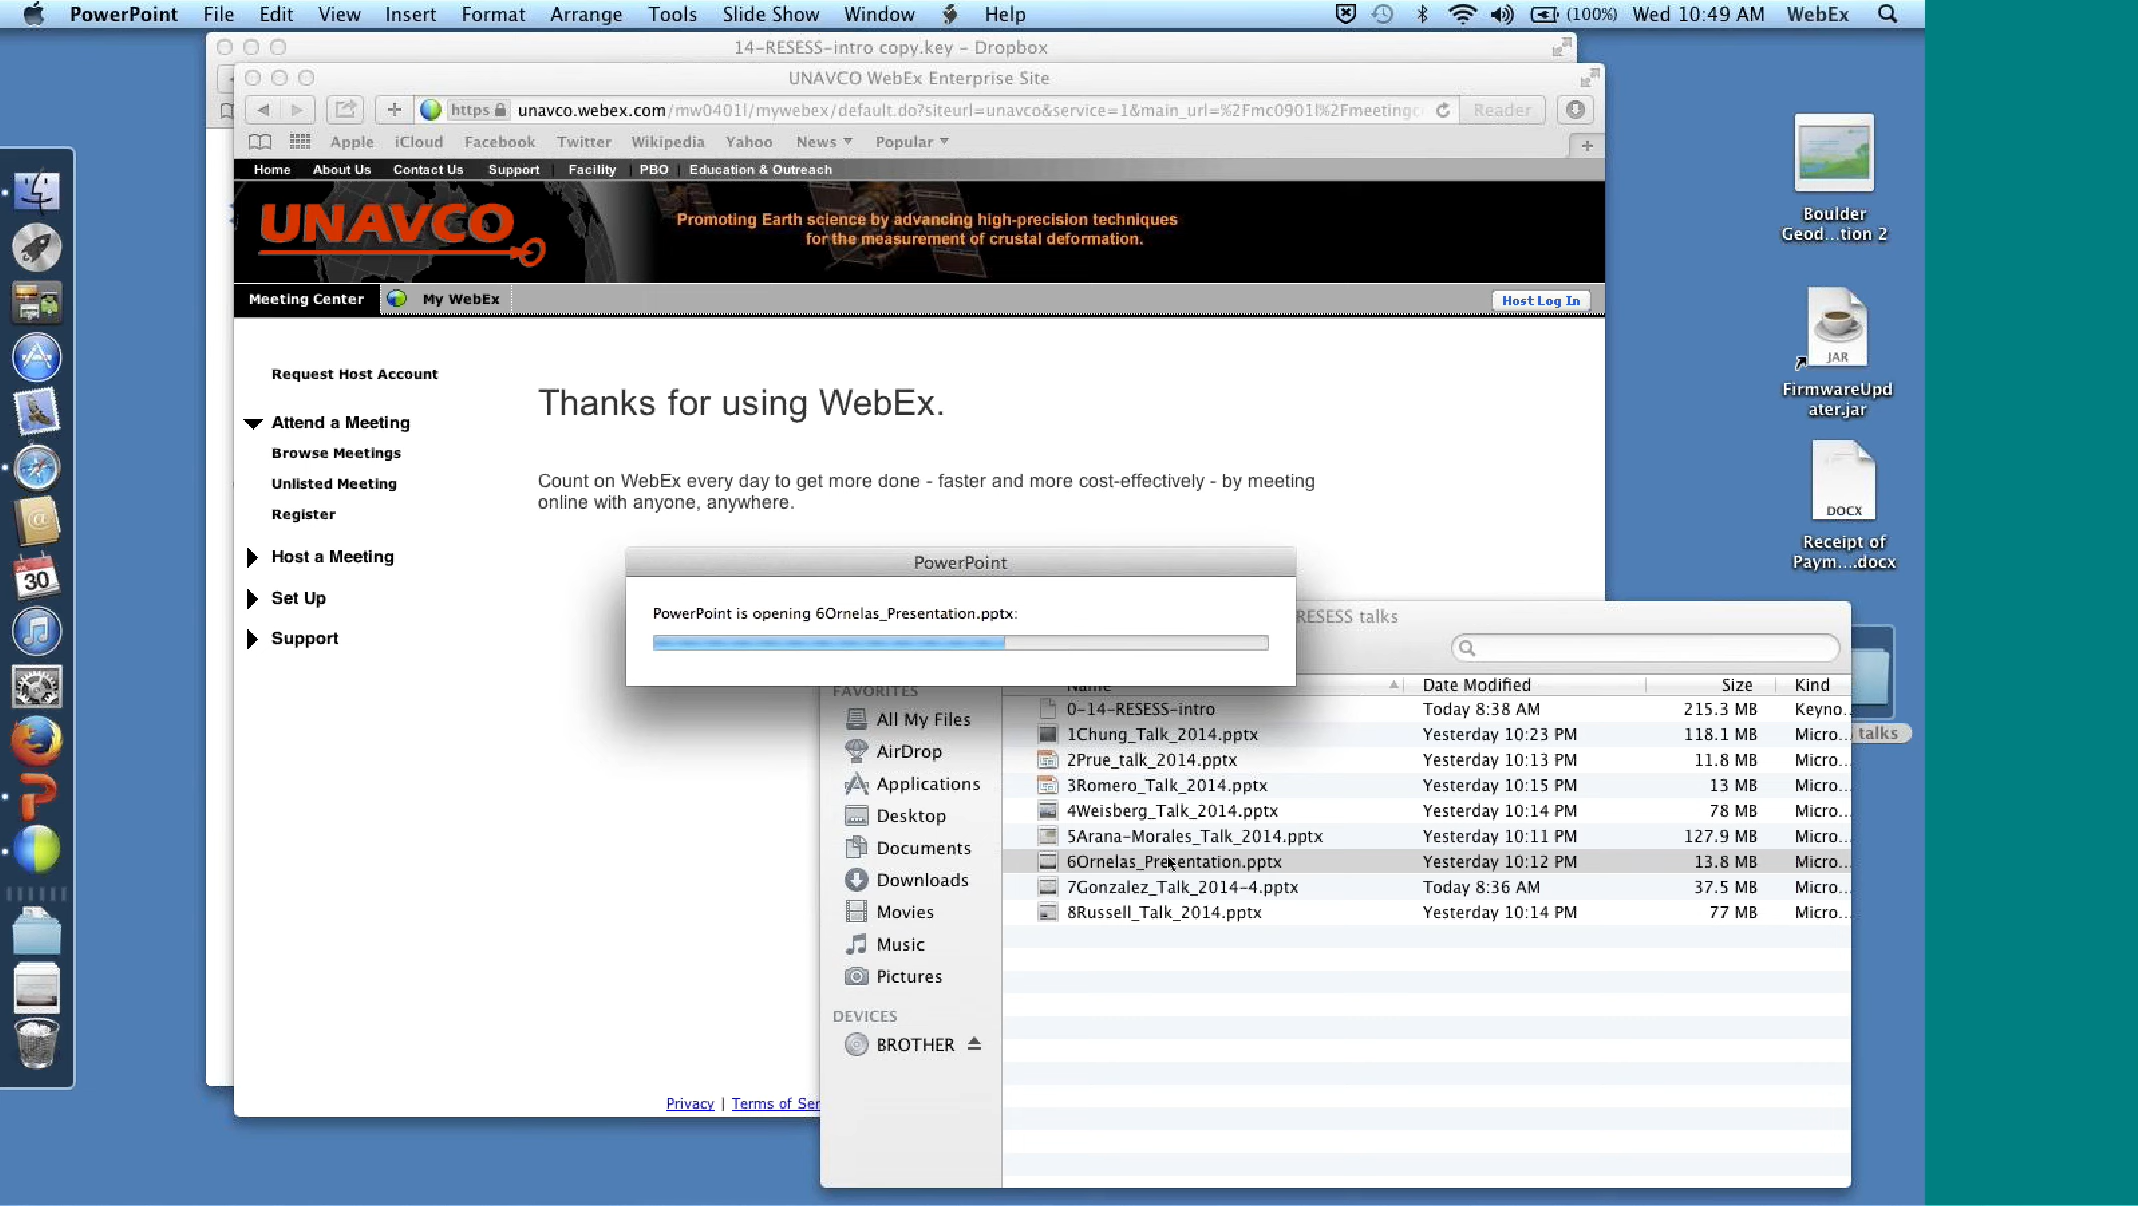 PowerPoint File Edit View Insert Format Arrange Tools Slide Show Window Help (100%) Wed 10:49 AM WebEx
14-RESESS-intro copy.key – Dropbox
UNAVCO WebEx Enterprise Site
https unavco.webex.com/mw0401l/mywebex/default.do?siteurl=unavco&service=1&main_url=%2Fmc0901l%2Fmeetingc Reader
Apple iCloud Facebook Twitter Wikipedia Yahoo News Popular
Home About Us Contact Us Support Facility PBO Education & Outreach
UNAVCO
Promoting Earth science by advancing high-precision techniques
for the measurement of crustal deformation.
Meeting Center My WebEx Host Log In
Request Host Account
Attend a Meeting
Browse Meetings
Unlisted Meeting
Register
Host a Meeting
Set Up
Support
Thanks for using WebEx.
Count on WebEx every day to get more done - faster and more cost-effectively - by meeting
online with anyone, anywhere.
Privacy | Terms of Ser
PowerPoint
PowerPoint is opening 6Ornelas_Presentation.pptx:
RESESS talks
FAVORITES
All My Files
AirDrop
Applications
Desktop
Documents
Downloads
Movies
Music
Pictures
DEVICES
BROTHER
Name Date Modified Size Kind
0-14-RESESS-intro Today 8:38 AM 215.3 MB Keyno...
1Chung_Talk_2014.pptx Yesterday 10:23 PM 118.1 MB Micro...
2Prue_talk_2014.pptx Yesterday 10:13 PM 11.8 MB Micro...
3Romero_Talk_2014.pptx Yesterday 10:15 PM 13 MB Micro...
4Weisberg_Talk_2014.pptx Yesterday 10:14 PM 78 MB Micro...
5Arana-Morales_Talk_2014.pptx Yesterday 10:11 PM 127.9 MB Micro...
6Ornelas_Presentation.pptx Yesterday 10:12 PM 13.8 MB Micro...
7Gonzalez_Talk_2014-4.pptx Today 8:36 AM 37.5 MB Micro...
8Russell_Talk_2014.pptx Yesterday 10:14 PM 77 MB Micro...
Boulder
Geod...tion 2
JAR
FirmwareUpd
ater.jar
DOCX
Receipt of
Paym....docx
talks
30